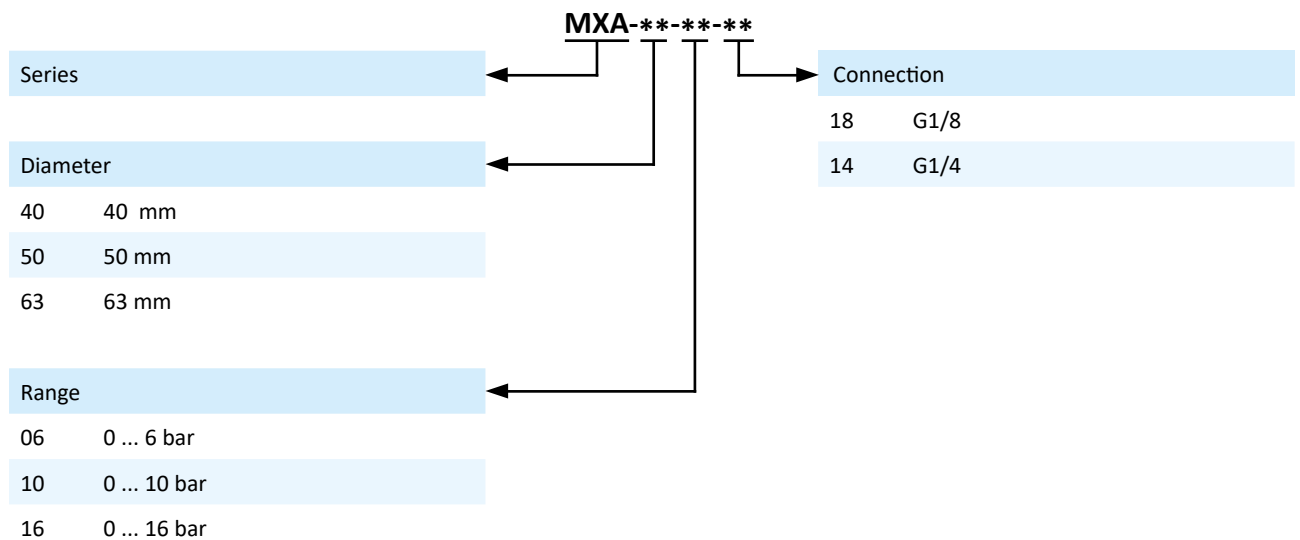 MXA-**-**-**
Series
Diameter
40 40 mm
50 50 mm
63 63 mm
Range
06 0 ... 6 bar
10 0 ... 10 bar
16 0 ... 16 bar
Connection
18 G1/8
14 G1/4